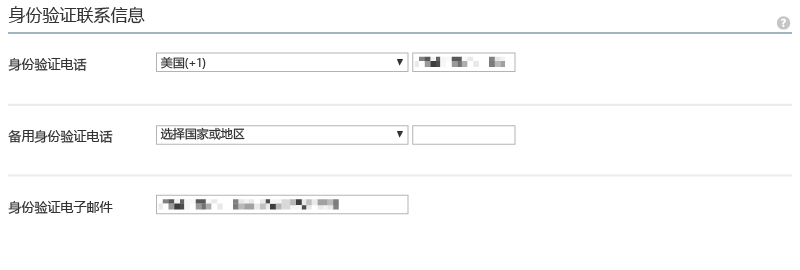 身份验证联系信息
?
身份验证电话
美国(+1)
备用身份验证电话
选择国家或地区
身份验证电子邮件